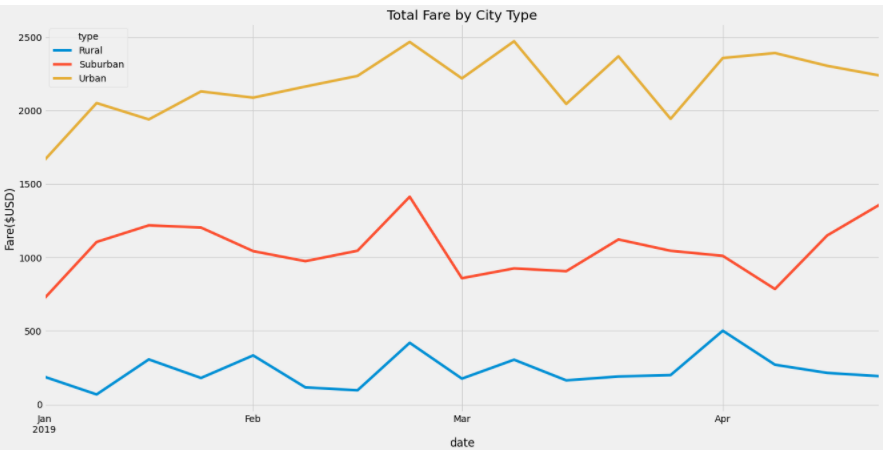 Total Fare by City Type
type
Rural
Suburban
Urban
2500
2000
1500
1000
500
0
Fare($USD)
Jan
2019
Feb
Mar
Apr
date